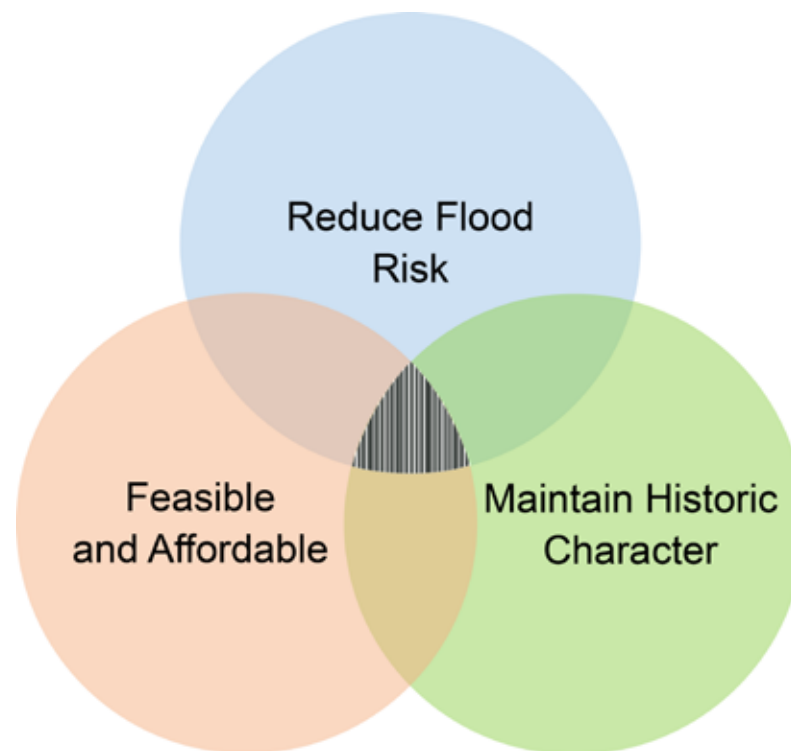 Reduce Flood
Risk
Feasible
and Affordable
Maintain Historic
Character